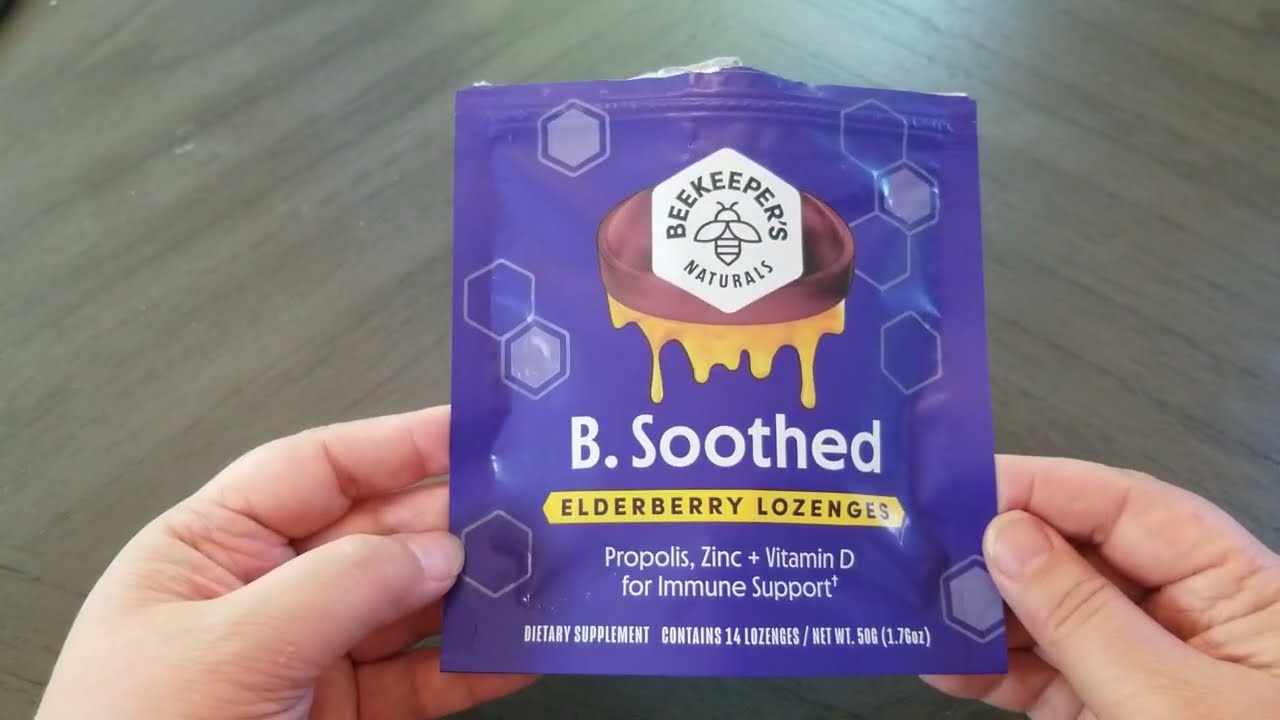 BEEKEEPER'S
NATURALS
B. Soothed
ELDERBERRY LOZENGES
Propolis, Zinc + Vitamin D
for Immune Support†
DIETARY SUPPLEMENT CONTAINS 14 LOZENGES / NET WT. 50G (1.76oz)